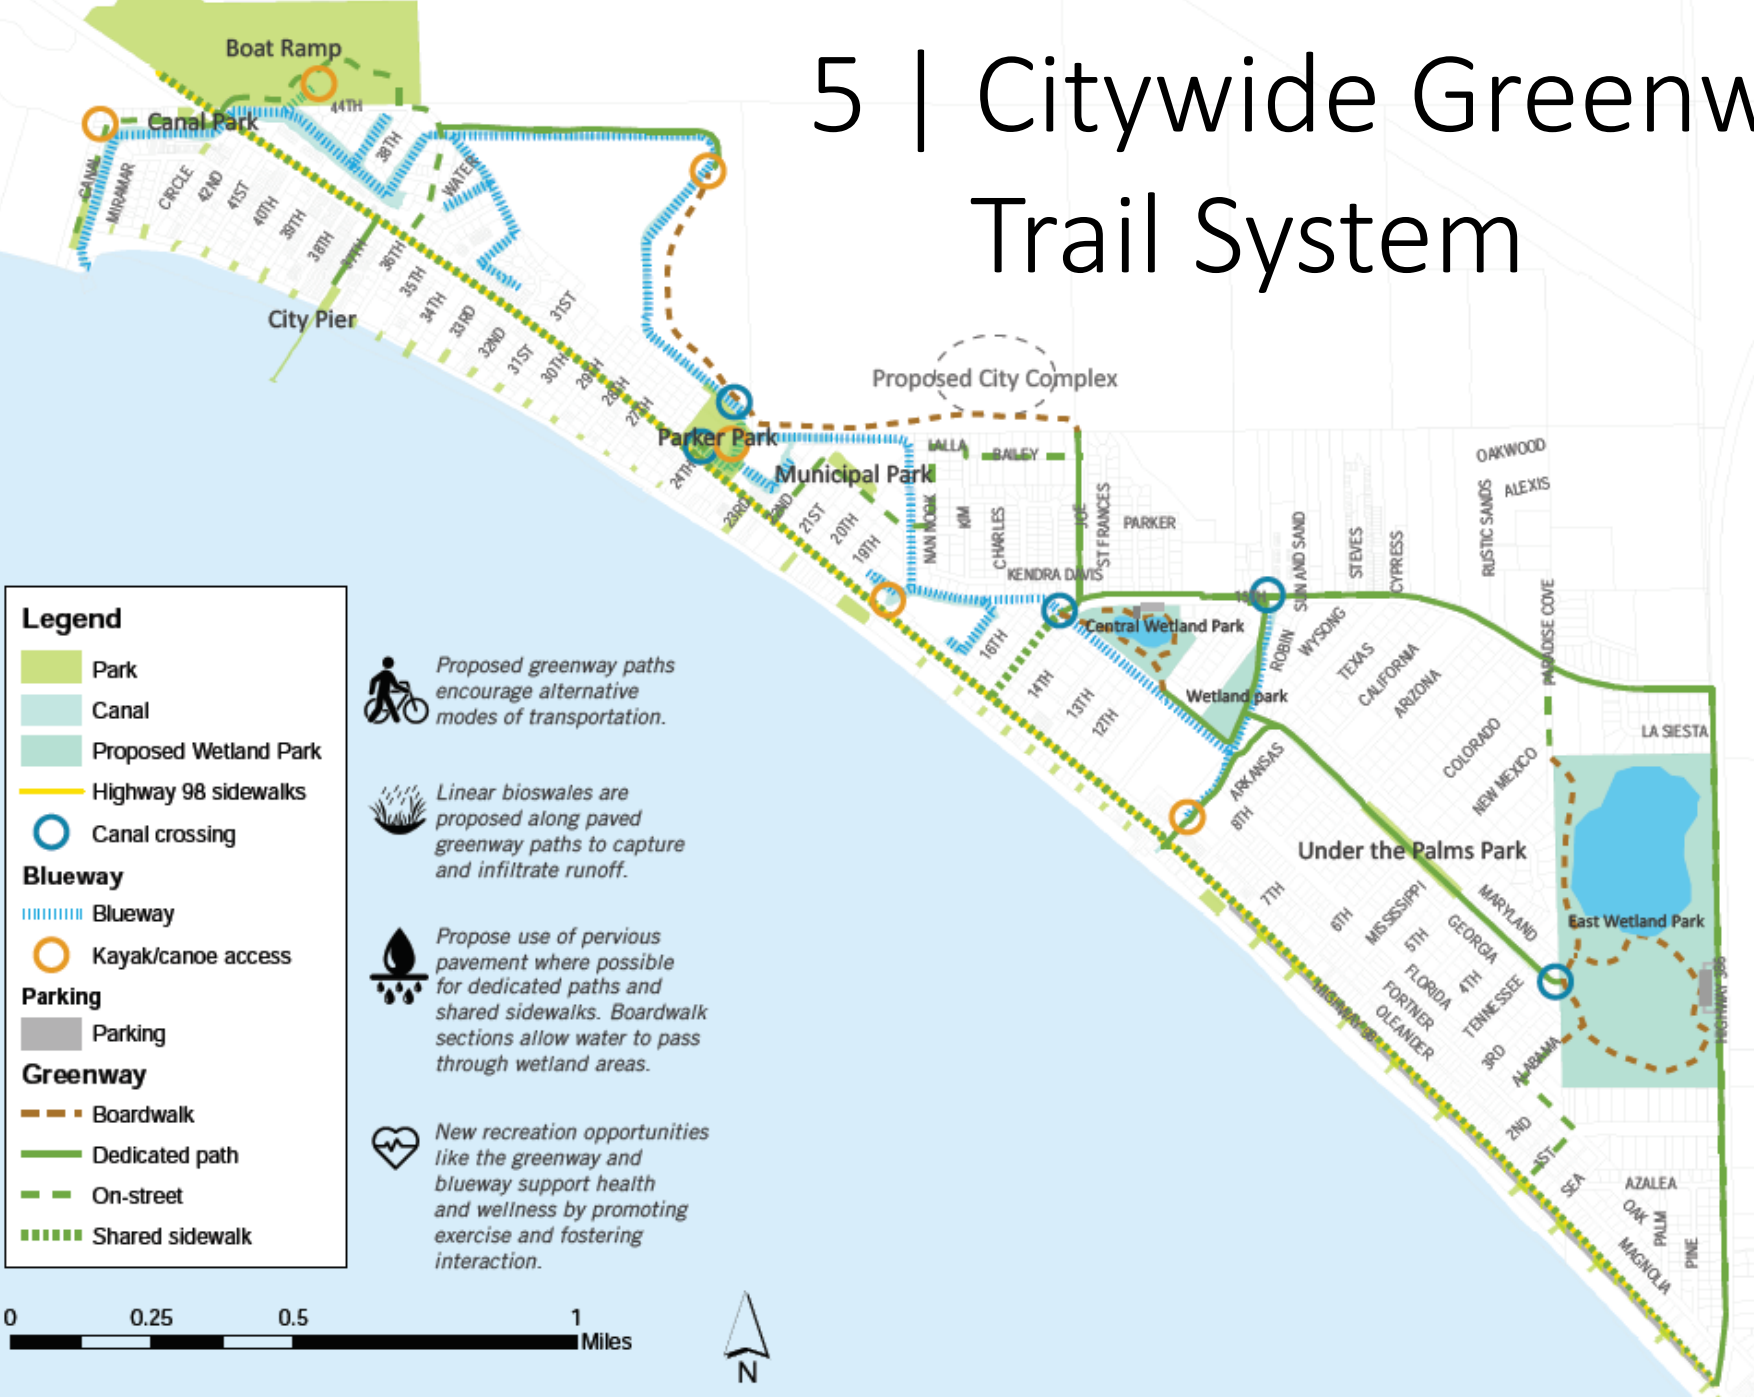 5 | Citywide Greenw
Trail System
Boat Ramp
44TH
Canal Park
38TH
WATER
CANAL
MIRAMAR
CIRCLE
42ND
41ST
40TH
39TH
38TH
37TH
36TH
35TH
34TH
33RD
32ND
31ST
30TH
29TH
28TH
27TH
31ST
City Pier
Proposed City Complex
Parker Park
24TH
23RD
22ND
21ST
20TH
19TH
Municipal Park
LALLA
BAILEY
NAN NOOK
KIM
CHARLES
JOE
ST FRANCES
PARKER
KENDRA DAVIS
OAKWOOD
ALEXIS
RUSTIC SANDS
SUN AND SAND
STEVES
CYPRESS
PARADISE COVE
15TH
Central Wetland Park
16TH
14TH
13TH
12TH
Wetland park
ROBIN
WYSONG
TEXAS
CALIFORNIA
ARIZONA
COLORADO
NEW MEXICO
LA SIESTA
ARKANSAS
8TH
Under the Palms Park
7TH
6TH
MISSISSIPPI
5TH
MARYLAND
GEORGIA
FLORIDA
4TH
FORTNER
OLEANDER
TENNESSEE
3RD
ALABAMA
East Wetland Park
HIGHWAY 386
HIGHWAY 98
2ND
1ST
SEA
AZALEA
OAK
PALM
PINE
MAGNOLIA
Legend
Park
Canal
Proposed Wetland Park
Highway 98 sidewalks
Canal crossing
Blueway
Blueway
Kayak/canoe access
Parking
Parking
Greenway
Boardwalk
Dedicated path
On-street
Shared sidewalk
Proposed greenway paths
encourage alternative
modes of transportation.
Linear bioswales are
proposed along paved
greenway paths to capture
and infiltrate runoff.
Propose use of pervious
pavement where possible
for dedicated paths and
shared sidewalks. Boardwalk
sections allow water to pass
through wetland areas.
New recreation opportunities
like the greenway and
blueway support health
and wellness by promoting
exercise and fostering
interaction.
0 0.25 0.5 1
Miles
N